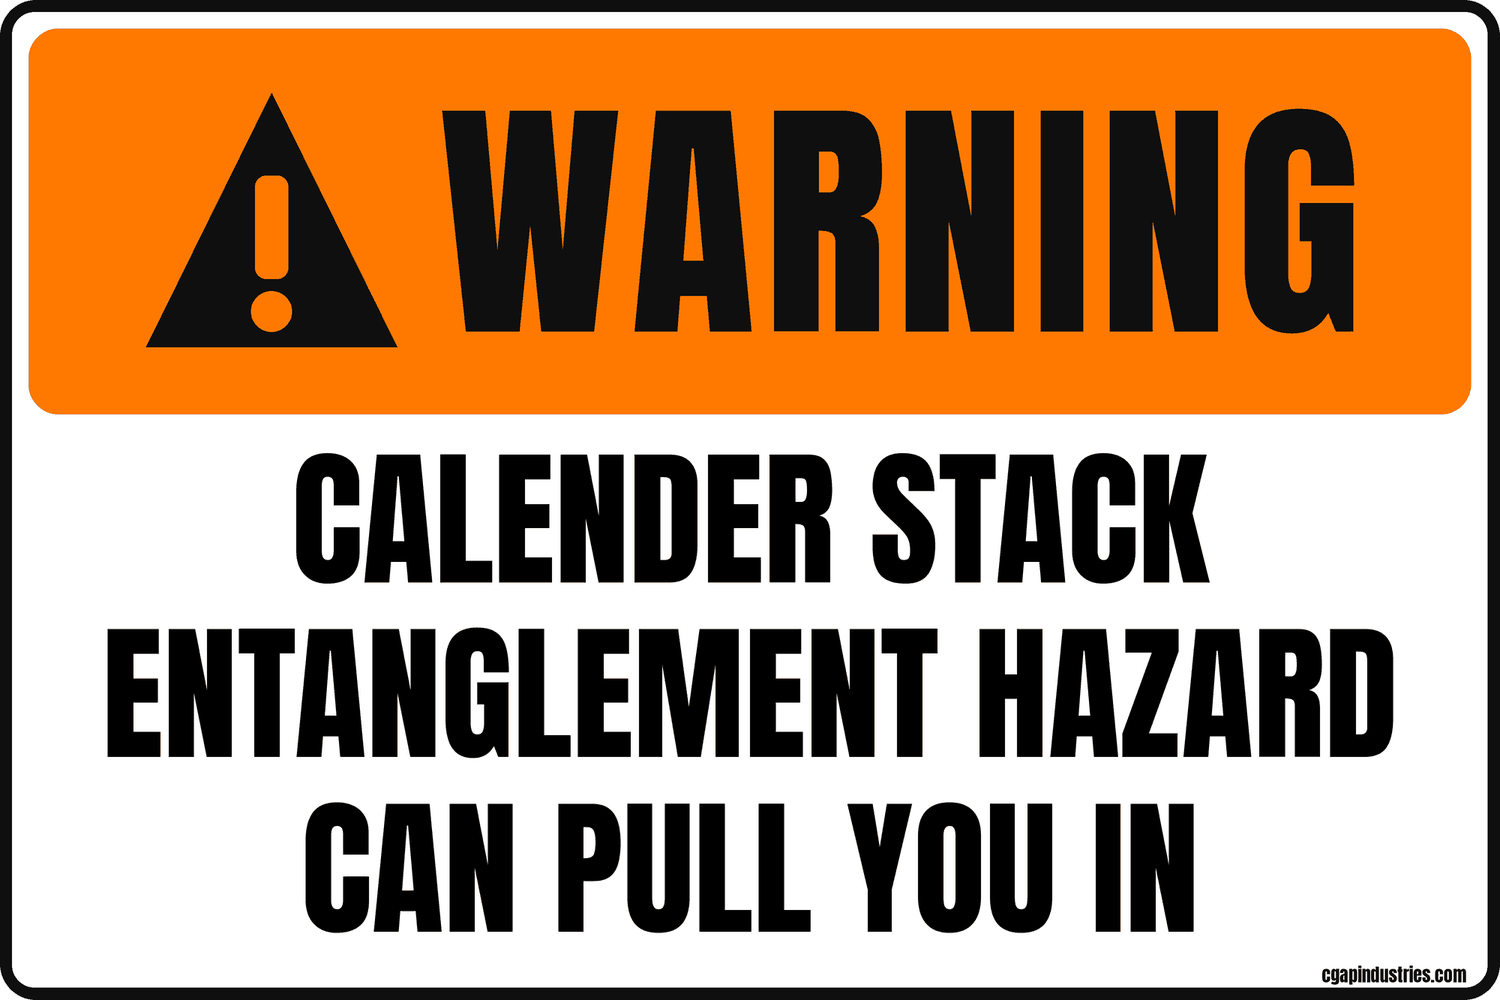 WARNING
CALENDER STACK
ENTANGLEMENT HAZARD
CAN PULL YOU IN
cgapindustries.com